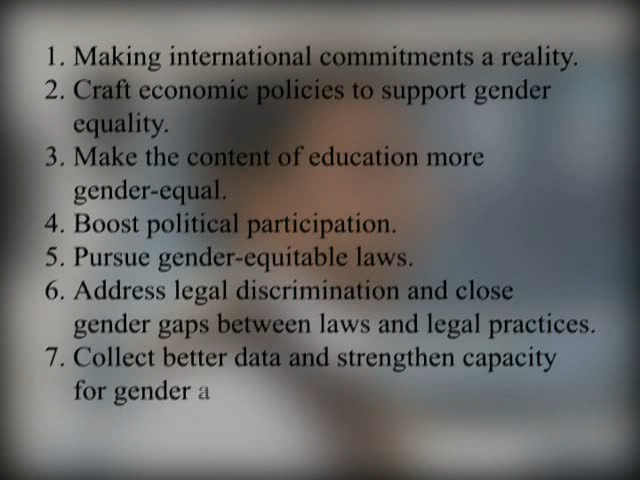 1. Making international commitments a reality.
2. Craft economic policies to support gender
equality.
3. Make the content of education more
gender-equal.
4. Boost political participation.
5. Pursue gender-equitable laws.
6. Address legal discrimination and close
gender gaps between laws and legal practices.
7. Collect better data and strengthen capacity
for gender a